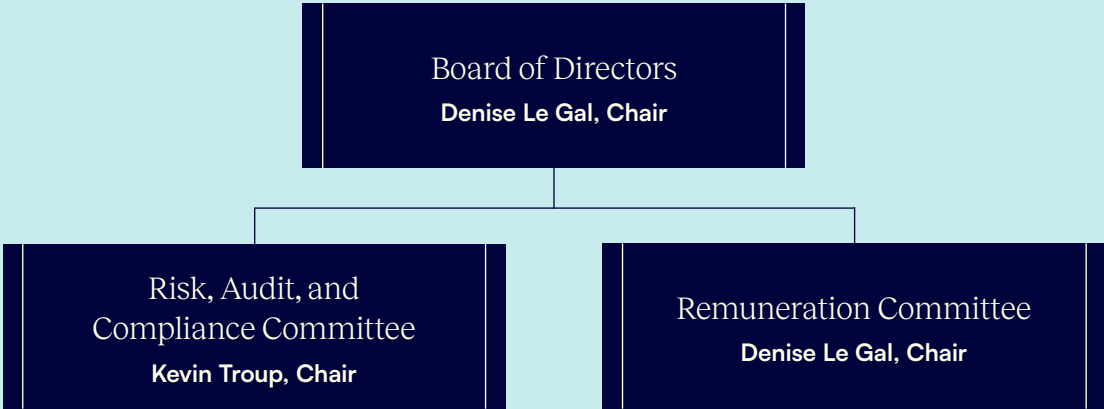 Board of Directors
Denise Le Gal, Chair
Risk, Audit, and
Compliance Committee
Kevin Troup, Chair
Remuneration Committee
Denise Le Gal, Chair